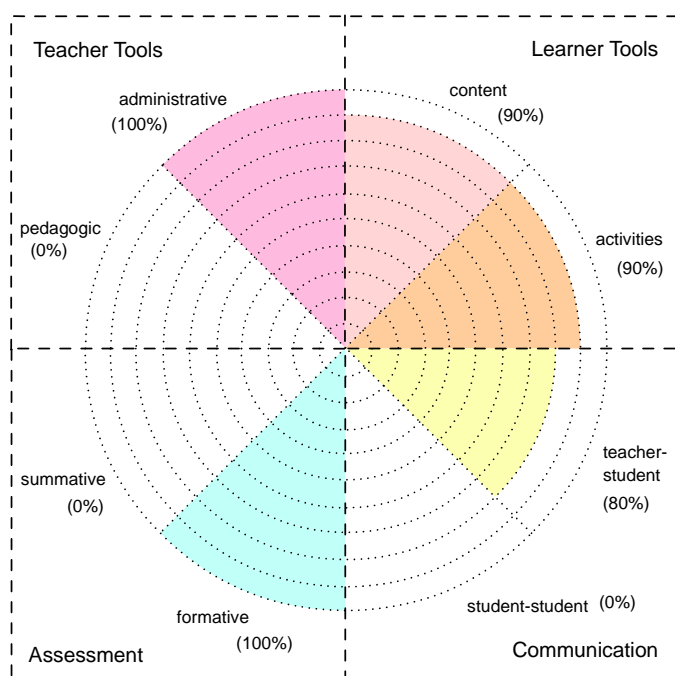 Teacher Tools
Learner Tools
administrative
(100%)
content
(90%)
pedagogic
(0%)
activities
(90%)
summative
(0%)
teacher-
student
(80%)
formative
(100%)
student-student (0%)
Assessment
Communication